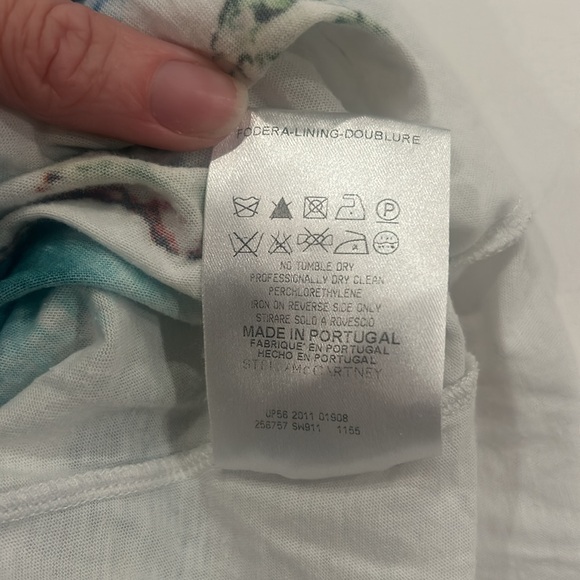 FODERA-LINING-DOUBLURE
NO TUMBLE DRY
PROFESSIONALLY DRY CLEAN
PERCHLORETHYLENE
IRON ON REVERSE SIDE ONLY
STIRARE SOLO A ROVESCIO
MADE IN PORTUGAL
FABRIQUE' EN PORTUGAL
HECHO EN PORTUGAL
STELLA McCARTNEY
UP56 2011 01608
256757 SW911 1155